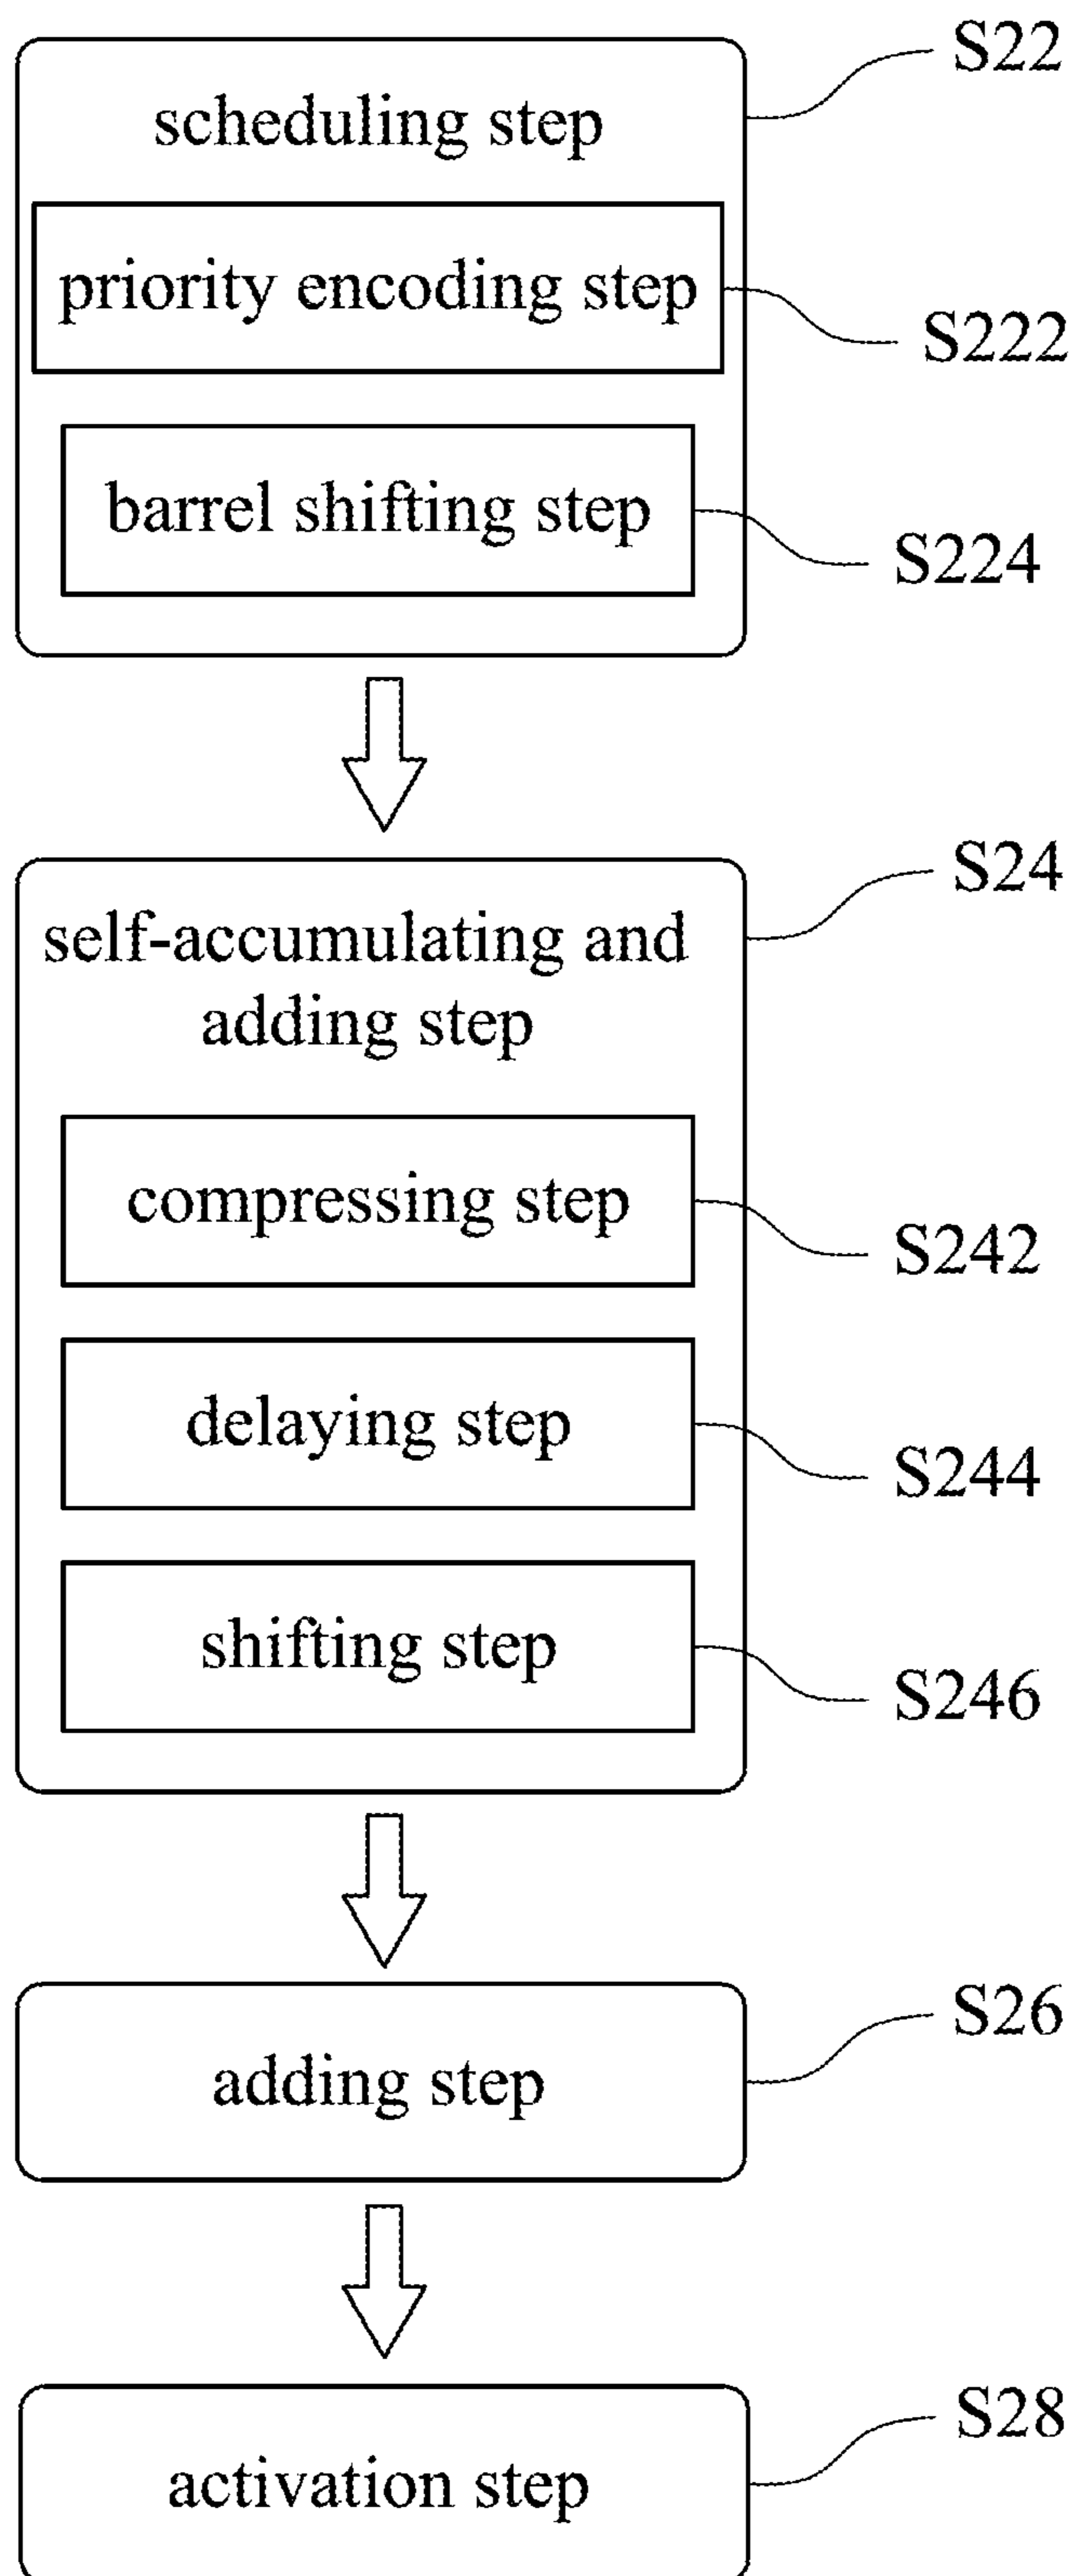 S22
scheduling step
priority encoding step
S222
barrel shifting step
S224
S24
self-accumulating and
adding step
compressing step
S242
delaying step
S244
shifting step
S246
S26
adding step
S28
activation step